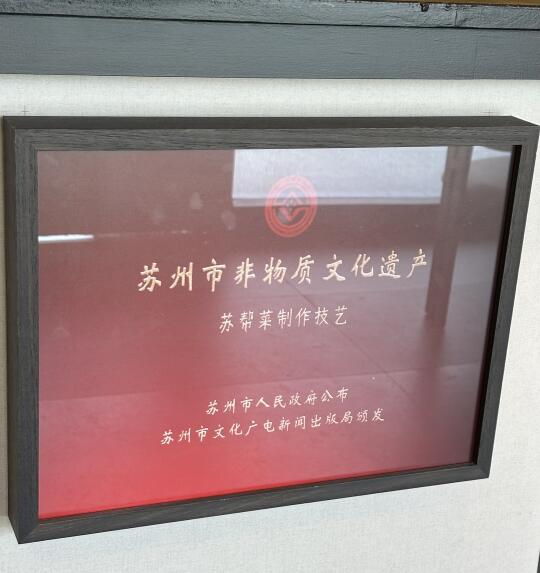 苏州市非物质文化遗产
苏帮菜制作技艺
苏州市人民政府公布
苏州市文化广电新闻出版局颁发